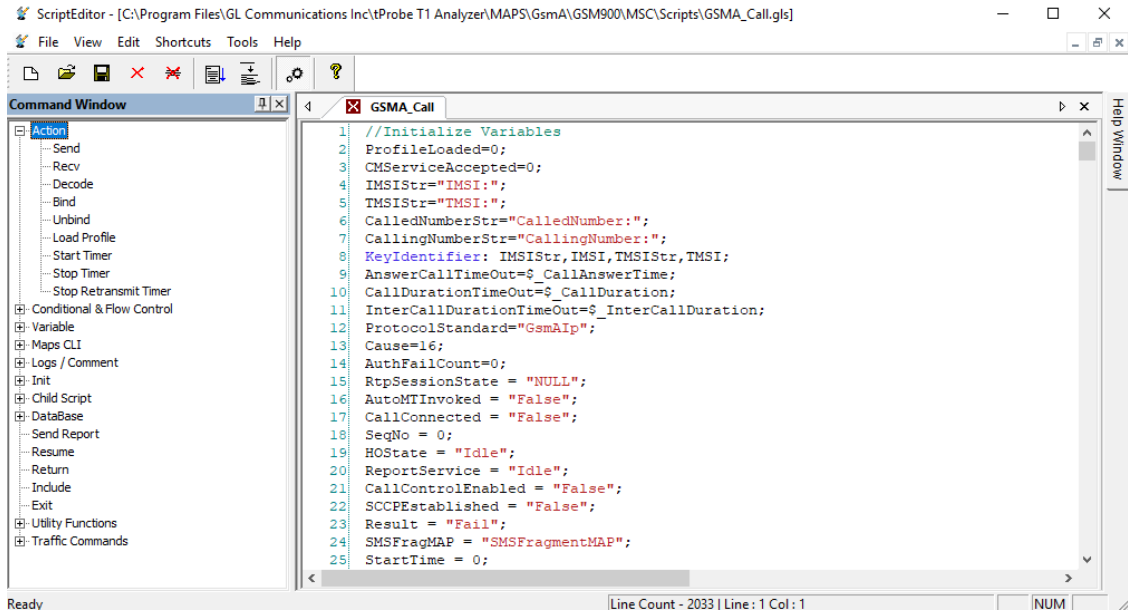 ScriptEditor - [C:\Program Files\GL Communications Inc\tProbe T1 Analyzer\MAPS\GsmA\GSM900\MSC\Scripts\GSMA_Call.gls]
File View Edit Shortcuts Tools Help
Command Window
Action
Send
Recv
Decode
Bind
Unbind
Load Profile
Start Timer
Stop Timer
Stop Retransmit Timer
Conditional & Flow Control
Variable
Maps CLI
Logs / Comment
Init
Child Script
DataBase
Send Report
Resume
Return
Include
Exit
Utility Functions
Traffic Commands
GSMA_Call
1 //Initialize Variables
2 ProfileLoaded=0;
3 CMServiceAccepted=0;
4 IMSIStr="IMSI:";
5 TMSIStr="TMSI:";
6 CalledNumberStr="CalledNumber:";
7 CallingNumberStr="CallingNumber:";
8 KeyIdentifier: IMSIStr,IMSI,TMSIStr,TMSI;
9 AnswerCallTimeOut=$_CallAnswerTime;
10 CallDurationTimeOut=$_CallDuration;
11 InterCallDurationTimeOut=$_InterCallDuration;
12 ProtocolStandard="GsmAIp";
13 Cause=16;
14 AuthFailCount=0;
15 RtpSessionState = "NULL";
16 AutoMTInvoked = "False";
17 CallConnected = "False";
18 SeqNo = 0;
19 HOState = "Idle";
20 ReportService = "Idle";
21 CallControlEnabled = "False";
22 SCCPEstablished = "False";
23 Result = "Fail";
24 SMSFragMAP = "SMSFragmentMAP";
25 StartTime = 0;
Help Window
Ready
Line Count - 2033 | Line : 1 Col : 1
NUM